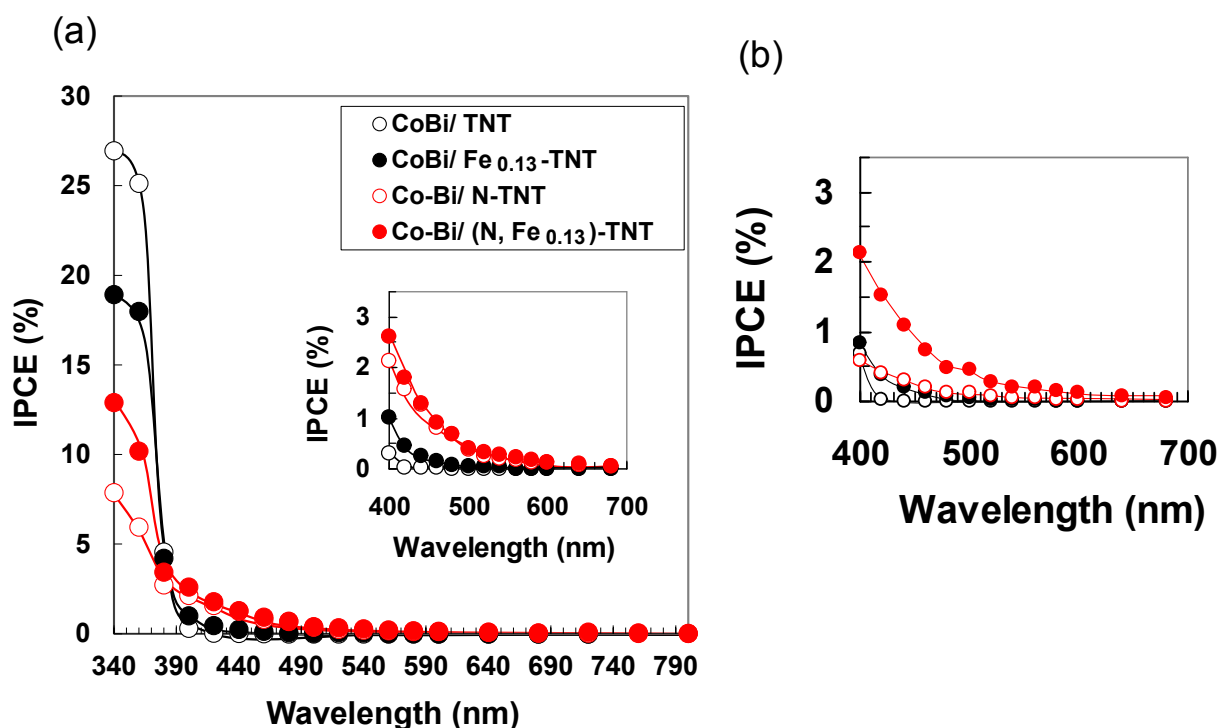 (a)
30
25
20
15
10
5
0
IPCE (%)
CoBi/ TNT
CoBi/ Fe 0.13-TNT
Co-Bi/ N-TNT
Co-Bi/ (N, Fe 0.13)-TNT
3
2
1
0
IPCE (%)
400 500 600 700
Wavelength (nm)
340 390 440 490 540 590 640 690 740 790
Wavelength (nm)
(b)
3
2
1
0
IPCE (%)
400 500 600 700
Wavelength (nm)